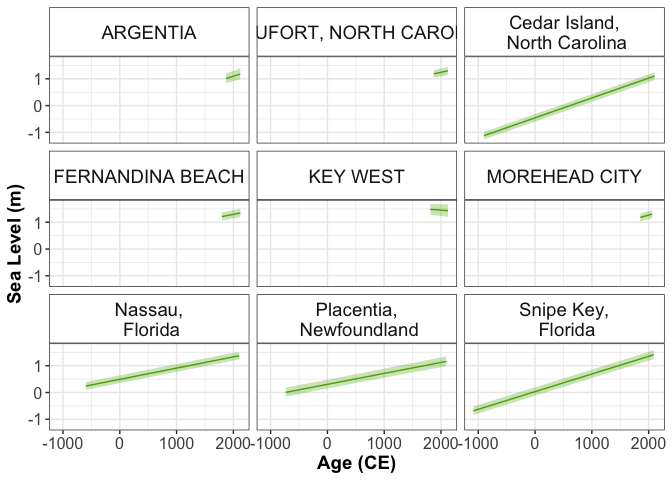 ARGENTIA
UFORT, NORTH CARO
Cedar Island,
North Carolina
1
0
-1
FERNANDINA BEACH
KEY WEST
MOREHEAD CITY
1
0
-1
Sea Level (m)
Nassau,
Florida
Placentia,
Newfoundland
Snipe Key,
Florida
1
0
-1
-1000 0 1000 2000 -1000 0 1000 2000 -1000 0 1000 2000
Age (CE)